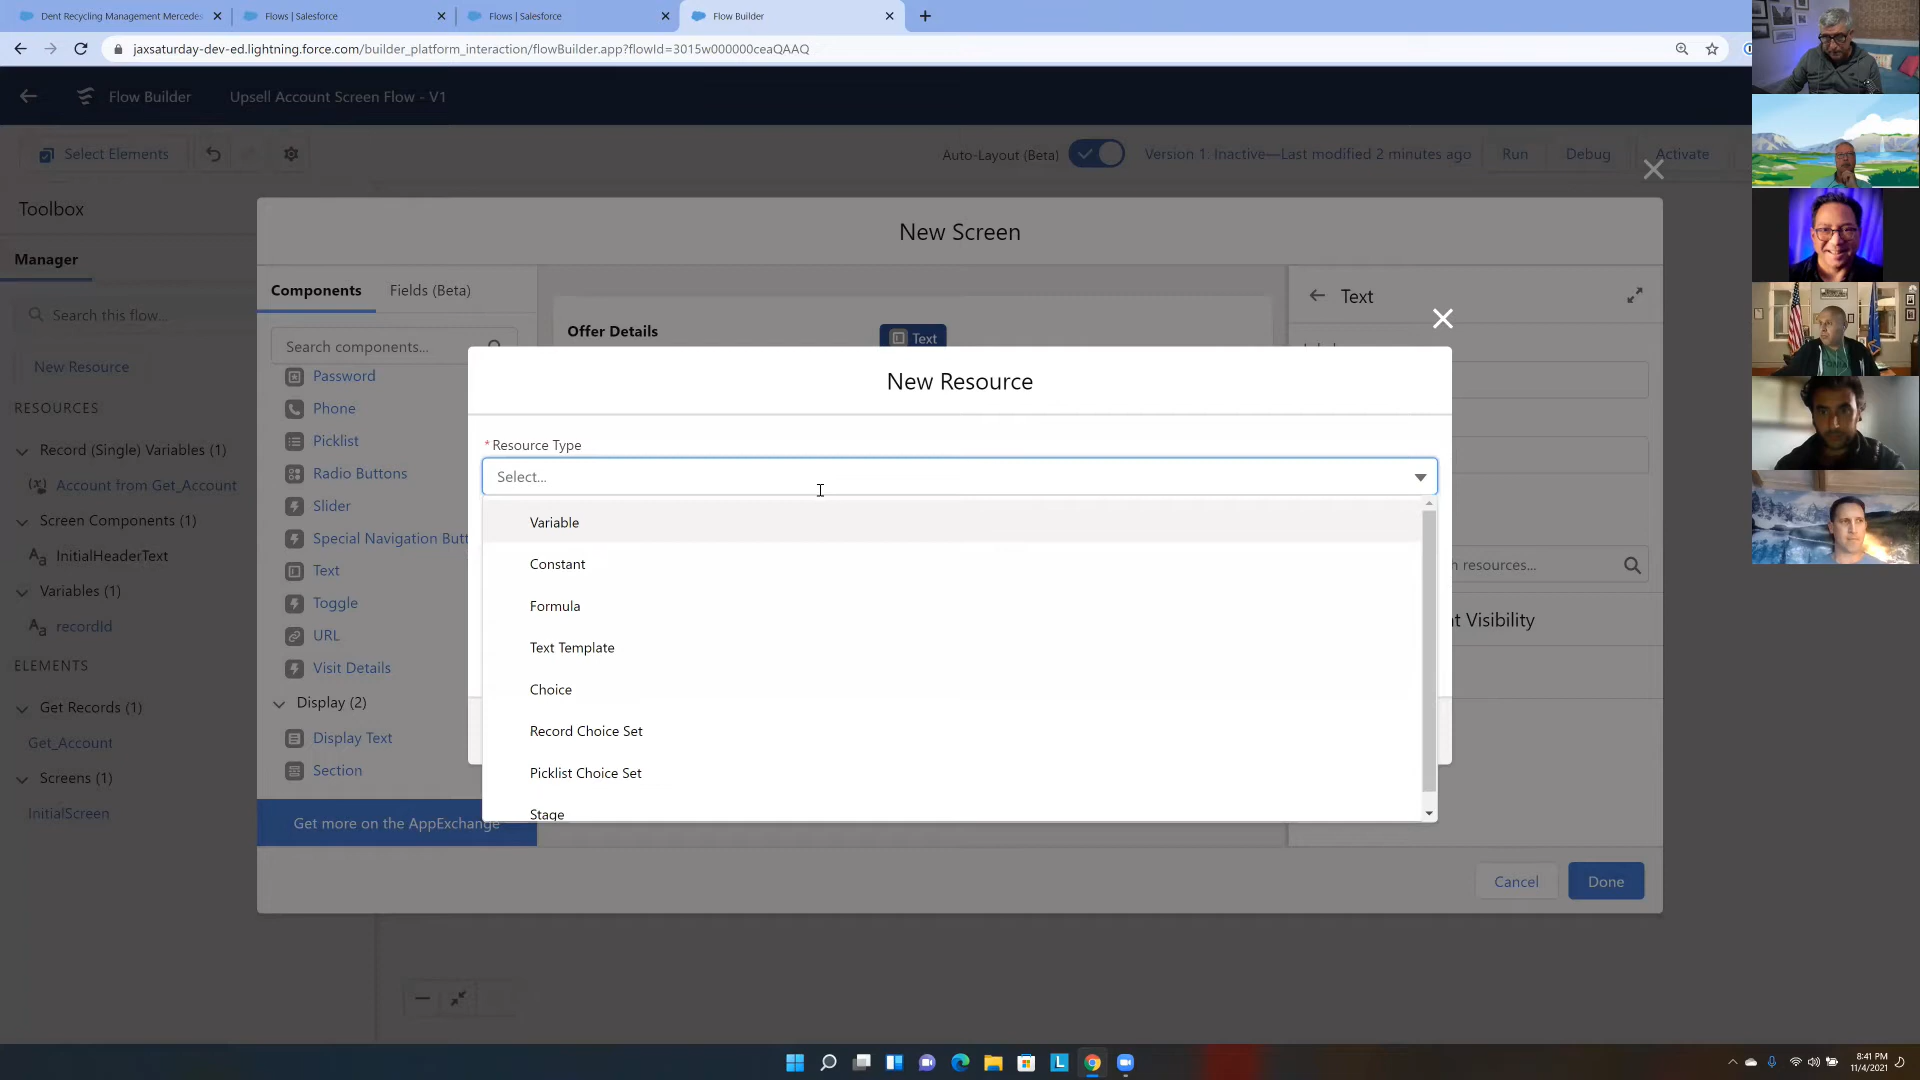 Dent Recycling Management Mercedes
Flows | Salesforce
Flows | Salesforce
Flow Builder
jaxsaturday-dev-ed.lightning.force.com/builder_platform_interaction/flowBuilder.app?flowId=3015w000000ceaQAAQ
Flow Builder
Upsell Account Screen Flow - V1
Select Elements
Auto-Layout (Beta)
Version 1: Inactive—Last modified 2 minutes ago
Run
Debug
Activate
Toolbox
Manager
Search this flow...
New Resource
RESOURCES
Record (Single) Variables (1)
Account from Get_Account
Screen Components (1)
InitialHeaderText
Variables (1)
recordId
ELEMENTS
Get Records (1)
Get_Account
Screens (1)
InitialScreen
New Screen
Components
Fields (Beta)
Search components...
Password
Phone
Picklist
Radio Buttons
Slider
Special Navigation Butt
Text
Toggle
URL
Visit Details
Display (2)
Display Text
Section
Get more on the AppExchange
Offer Details
Text
Text
resources...
Visibility
New Resource
* Resource Type
Select...
Variable
Constant
Formula
Text Template
Choice
Record Choice Set
Picklist Choice Set
Stage
Cancel
Done
8:41 PM
11/4/2021